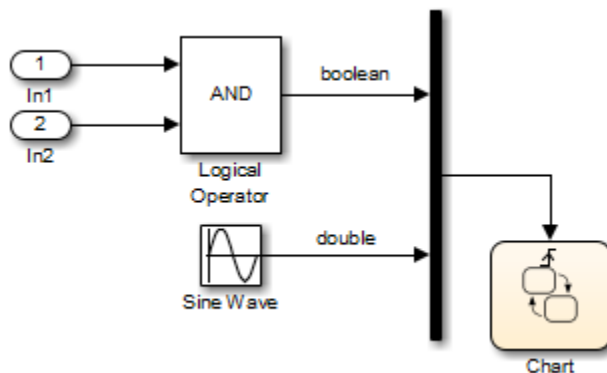 1
In1
2
In2
AND
Logical
Operator
boolean
Sine Wave
double
Chart